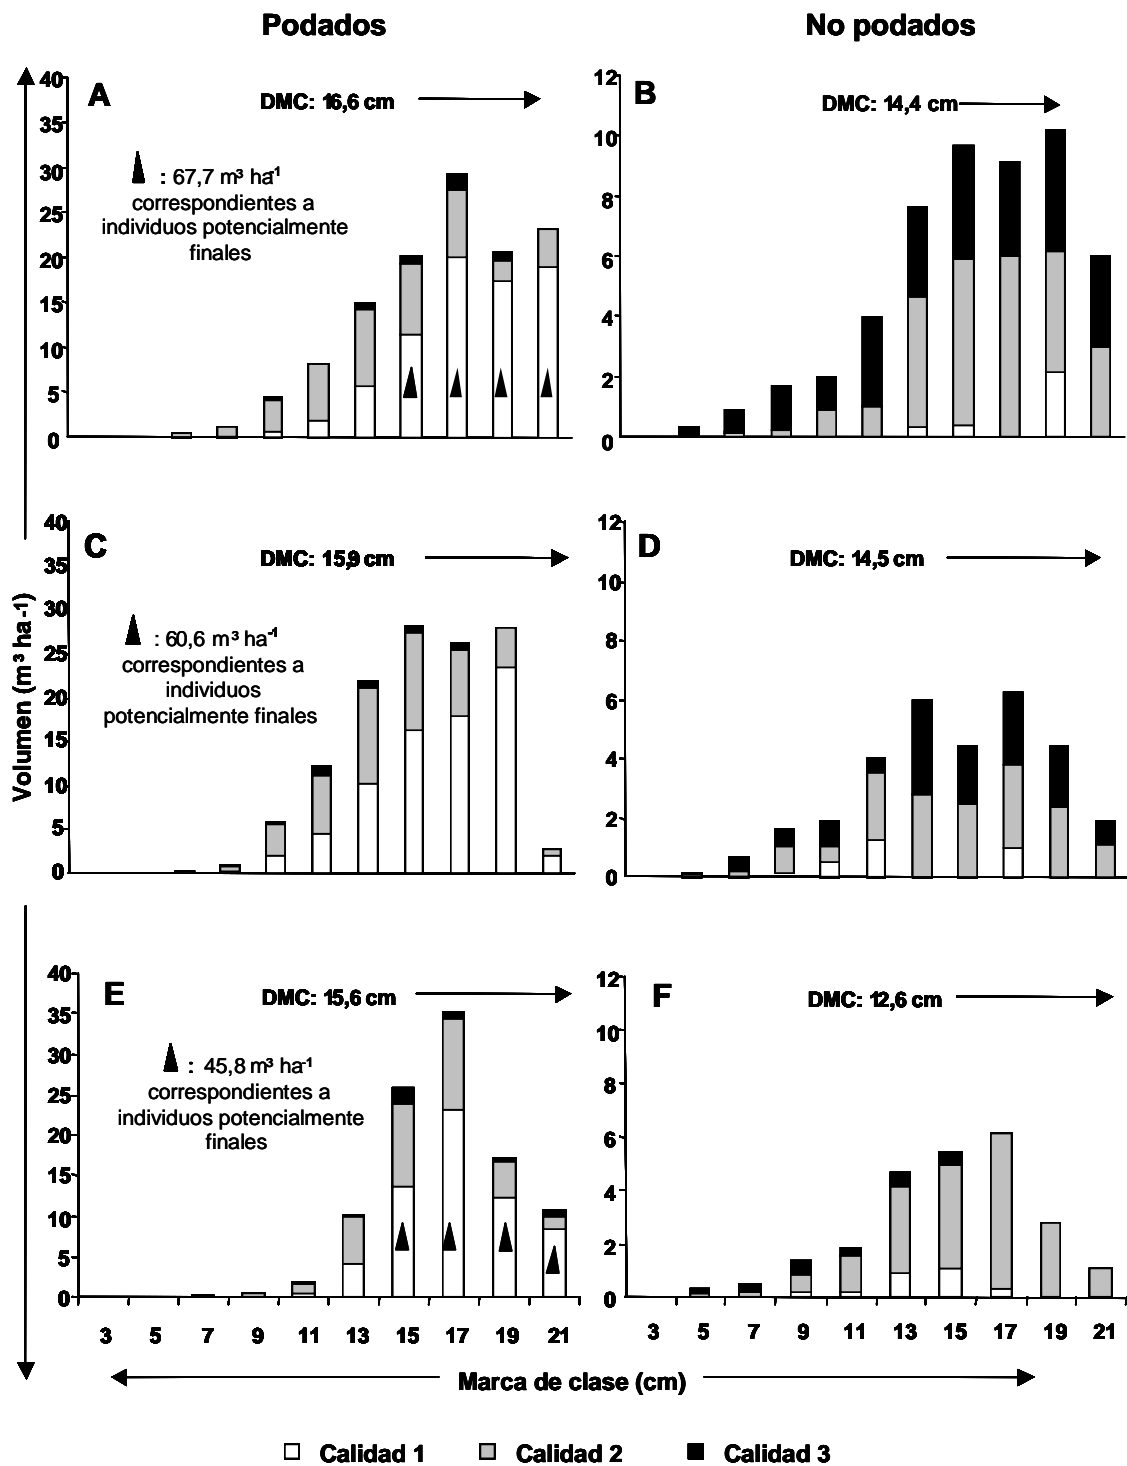 Podados
No podados
A
DMC: 16,6 cm
: 67,7 m³ ha-1
correspondientes a
individuos potencialmente
finales
40
35
30
25
20
15
10
5
0
B
DMC: 14,4 cm
12
10
8
6
4
2
0
C
DMC: 15,9 cm
: 60,6 m³ ha-1
correspondientes a
individuos
potencialmente finales
40
35
30
25
20
15
10
5
0
D
DMC: 14,5 cm
12
10
8
6
4
2
0
Volumen (m³ ha-1)
E
DMC: 15,6 cm
: 45,8 m³ ha-1
correspondientes a
individuos potencialmente
finales
40
35
30
25
20
15
10
5
0
3 5 7 9 11 13 15 17 19 21
F
DMC: 12,6 cm
12
10
8
6
4
2
0
3 5 7 9 11 13 15 17 19 21
Marca de clase (cm)
Calidad 1 Calidad 2 Calidad 3